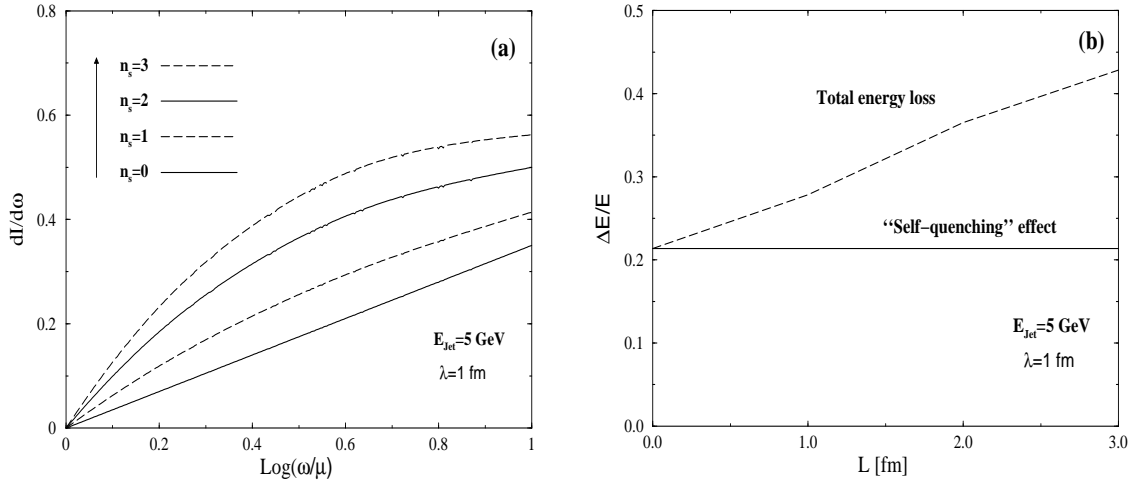 0.8
(a)
n_s=3
n_s=2
n_s=1
n_s=0
0.6
0.4
0.2
0
dI/dω
E_Jet=5 GeV
λ=1 fm
0 0.2 0.4 0.6 0.8 1
Log(ω/μ)
0.5
(b)
0.4
0.3
0.2
0.1
0.0
ΔE/E
Total energy loss
“Self−quenching” effect
E_Jet=5 GeV
λ=1 fm
0.0 1.0 2.0 3.0
L [fm]